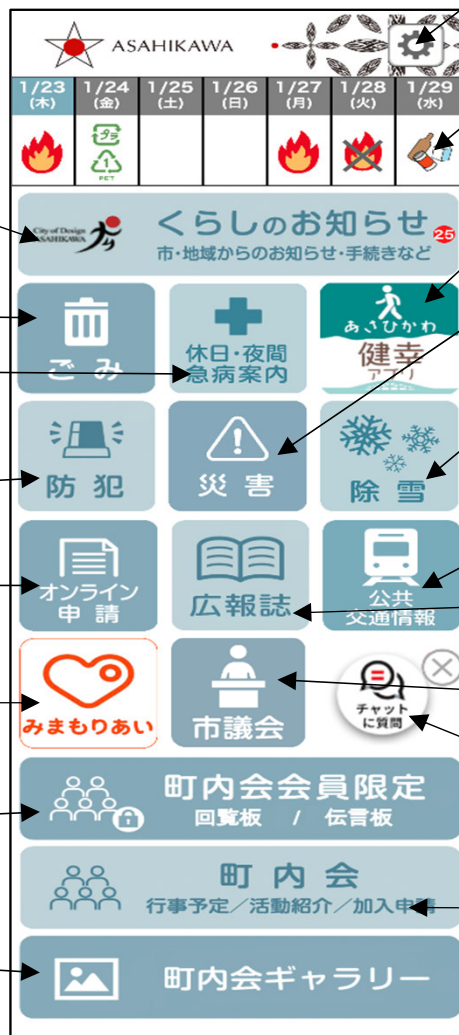 ASAHIKAWA
1/23 1/24 1/25 1/26 1/27 1/28 1/29
(木) (金) (土) (日) (月) (火) (水)
プラ
PET
City of Design
ASAHIKAWA
くらしのお知らせ 25
市・地域からのお知らせ・手続きなど
ごみ
休日・夜間
急病案内
あさひかわ
健幸
アプリ
防犯
災害
除雪
オンライン
申請
広報誌
公共
交通情報
みまもりあい
市議会
チャット
に質問
町内会会員限定
回覧板 / 伝言板
町内会
行事予定/活動紹介/加入申請
町内会ギャラリー